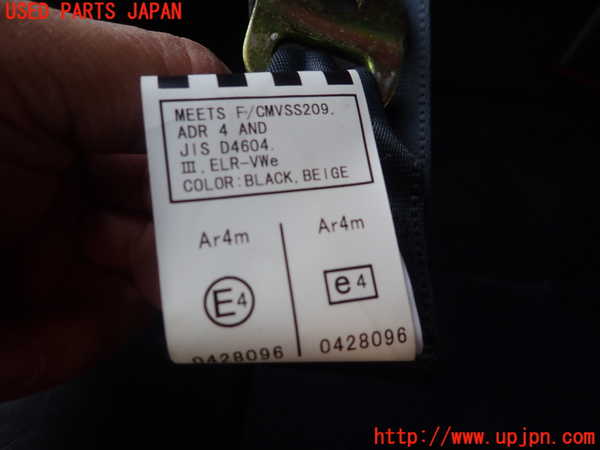 USED PARTS JAPAN
MEETS F/CMVSS209.
ADR 4 AND
JIS D4604.
III, ELR-VWe
COLOR:BLACK, BEIGE
Ar4m
Ar4m
E4
e4
0428096
0428096
http://www.upjpn.com/